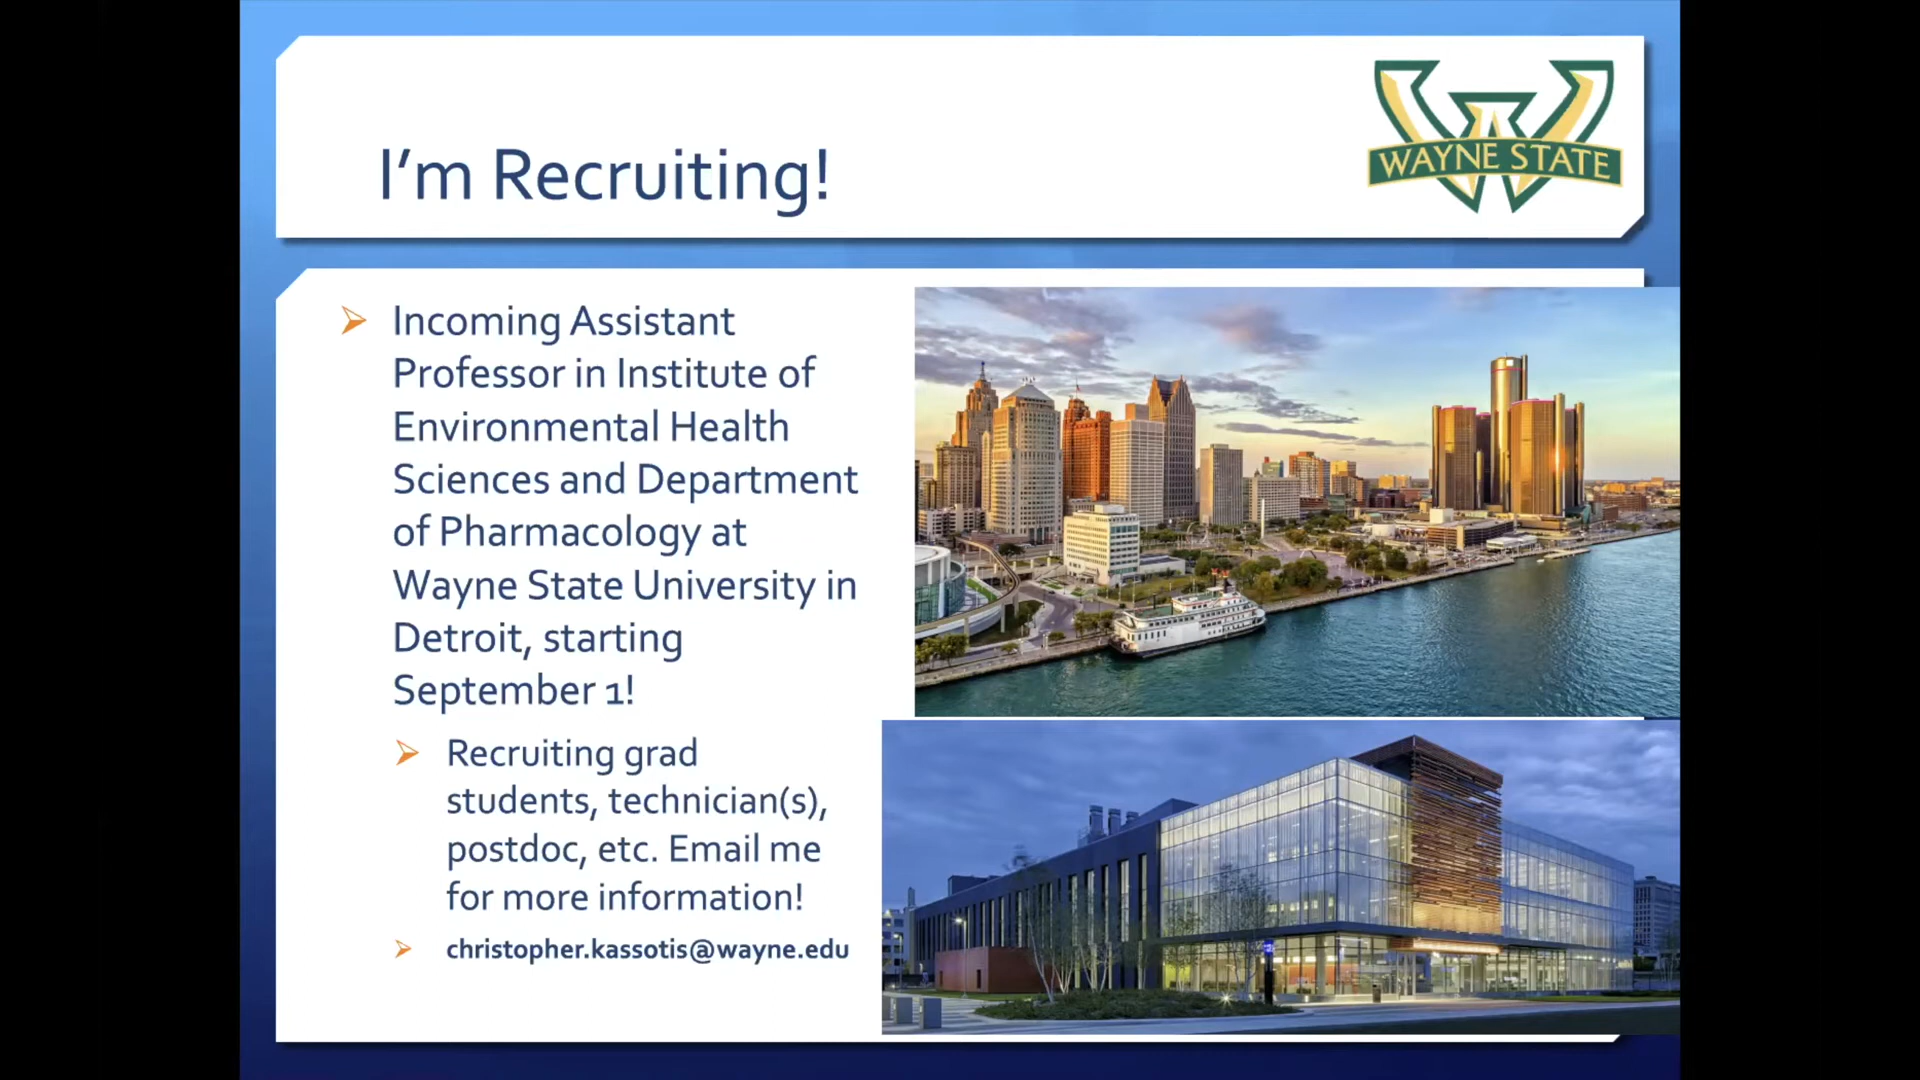 I’m Recruiting!
WAYNE STATE
Incoming Assistant
Professor in Institute of
Environmental Health
Sciences and Department
of Pharmacology at
Wayne State University in
Detroit, starting
September 1!
Recruiting grad
students, technician(s),
postdoc, etc. Email me
for more information!
christopher.kassotis@wayne.edu